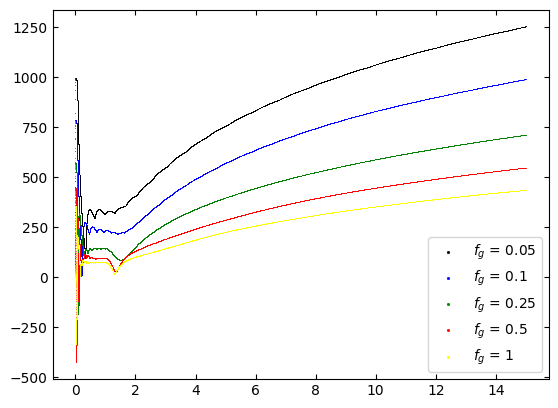 1250
1000
750
500
250
0
−250
−500
0 2 4 6 8 10 12 14
f_g = 0.05
f_g = 0.1
f_g = 0.25
f_g = 0.5
f_g = 1